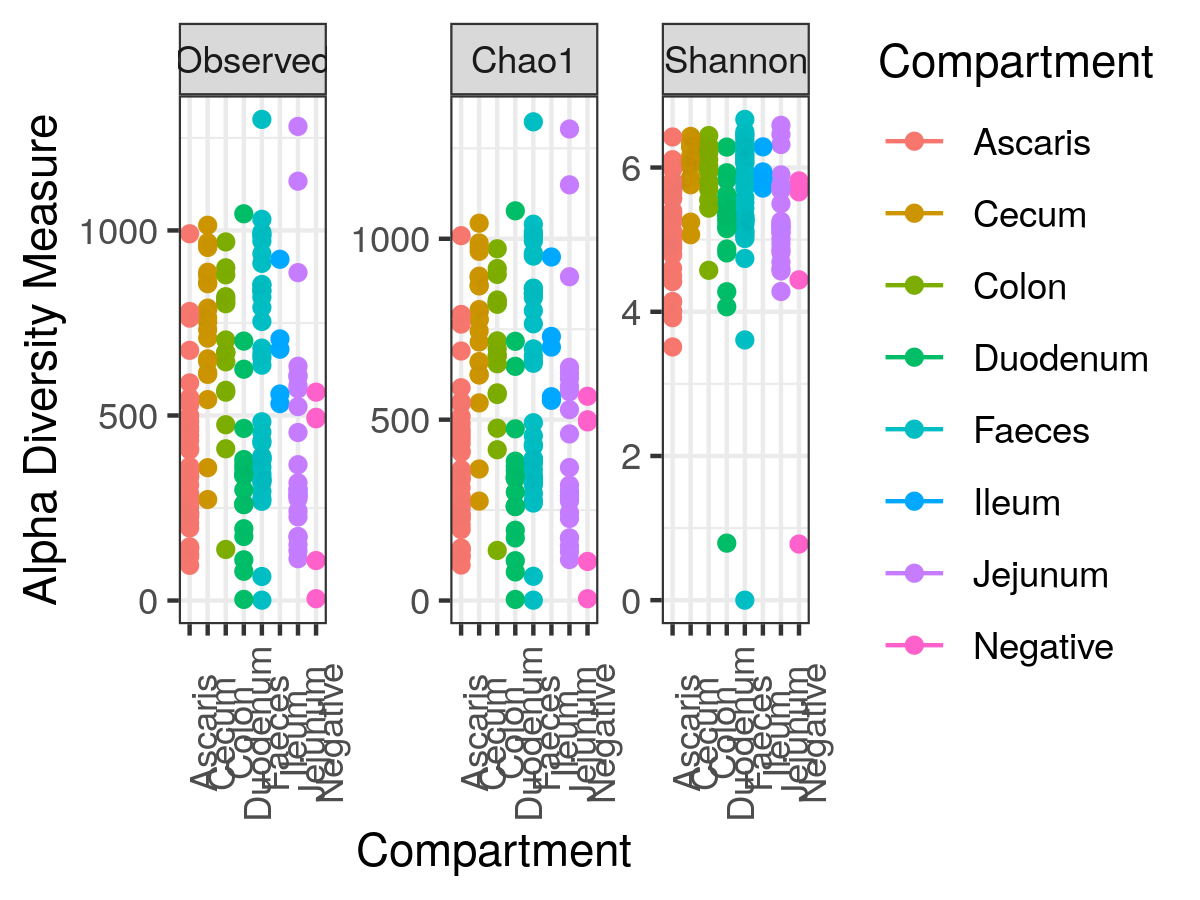 Observed
Chao1
Shannon
Compartment
Ascaris
Cecum
Colon
Duodenum
Faeces
Ileum
Jejunum
Negative
Alpha Diversity Measure
1000
500
0
1000
500
0
6
4
2
0
Ascaris
Cecum
Colon
Duodenum
Faeces
Ileum
Jejunum
Negative
Ascaris
Cecum
Colon
Duodenum
Faeces
Ileum
Jejunum
Negative
Ascaris
Cecum
Colon
Duodenum
Faeces
Ileum
Jejunum
Negative
Compartment